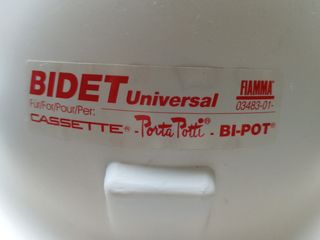 BIDET Universal
FIAMMA
Für/For/Pour/Per:
03483-01-
CASSETTE® - Porta Potti® - BI-POT®